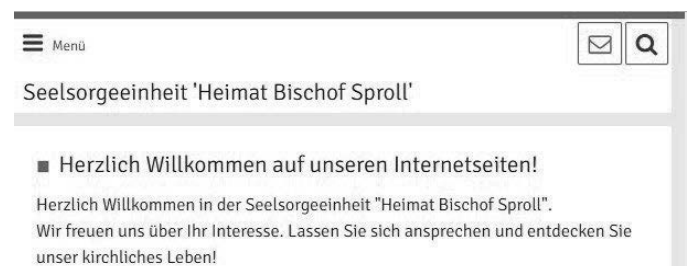 Menü
Seelsorgeeinheit 'Heimat Bischof Sproll'
Herzlich Willkommen auf unseren Internetseiten!
Herzlich Willkommen in der Seelsorgeeinheit "Heimat Bischof Sproll".
Wir freuen uns über Ihr Interesse. Lassen Sie sich ansprechen und entdecken Sie
unser kirchliches Leben!